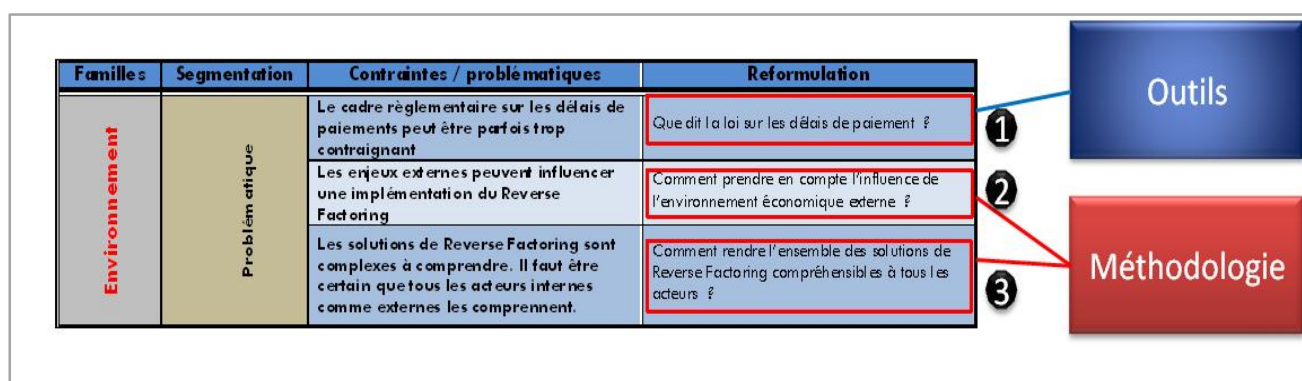 Familles Segmentation Contraintes / problématiques Reformulation
Environnement
Problématique
Le cadre règlementaire sur les délais de
paiements peut être parfois trop
contraignant
Que dit la loi sur les délais de paiement ?
1
Les enjeux externes peuvent influencer
une implémentation du Reverse
Factoring
Comment prendre en compte l'influence de
l'environnement économique externe ?
2
Les solutions de Reverse Factoring sont
complexes à comprendre. Il faut être
certain que tous les acteurs internes
comme externes les comprennent.
Comment rendre l'ensemble des solutions de
Reverse Factoring compréhensibles à tous les
acteurs ?
3
Outils
Méthodologie